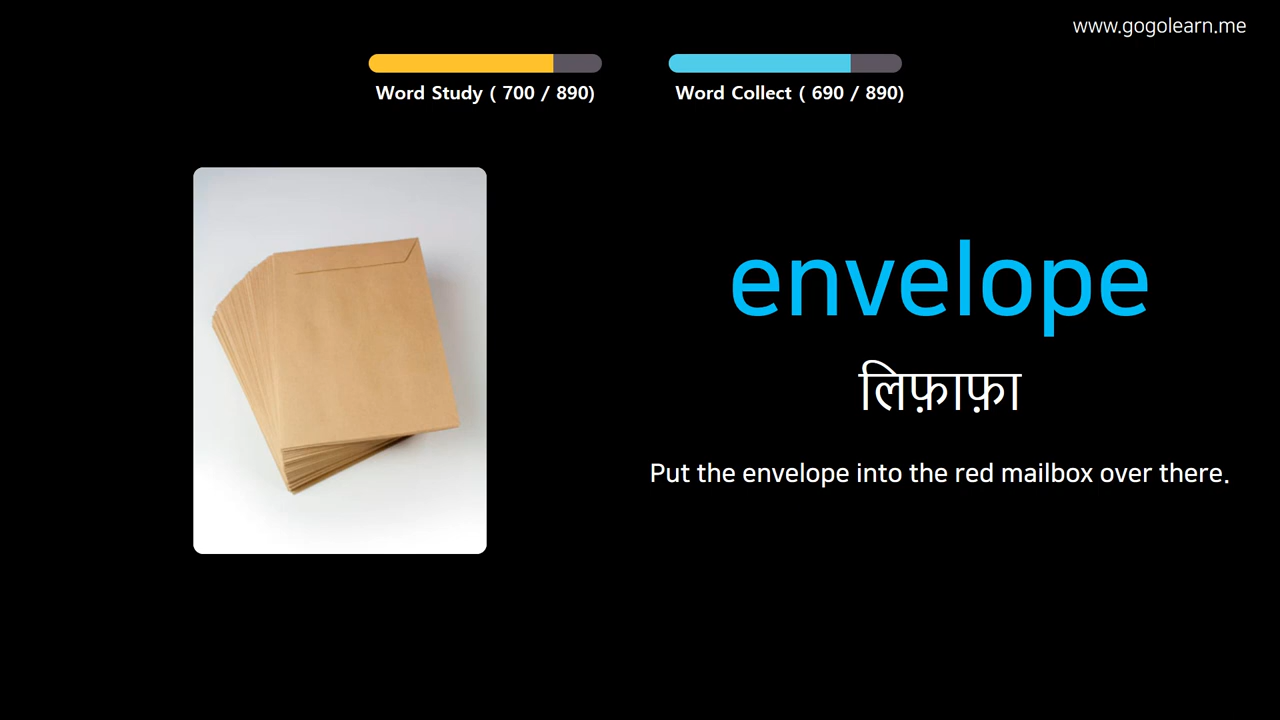 www.gogolearn.me
Word Study ( 700 / 890)
Word Collect ( 690 / 890)
envelope
लिफ़ाफ़ा
Put the envelope into the red mailbox over there.